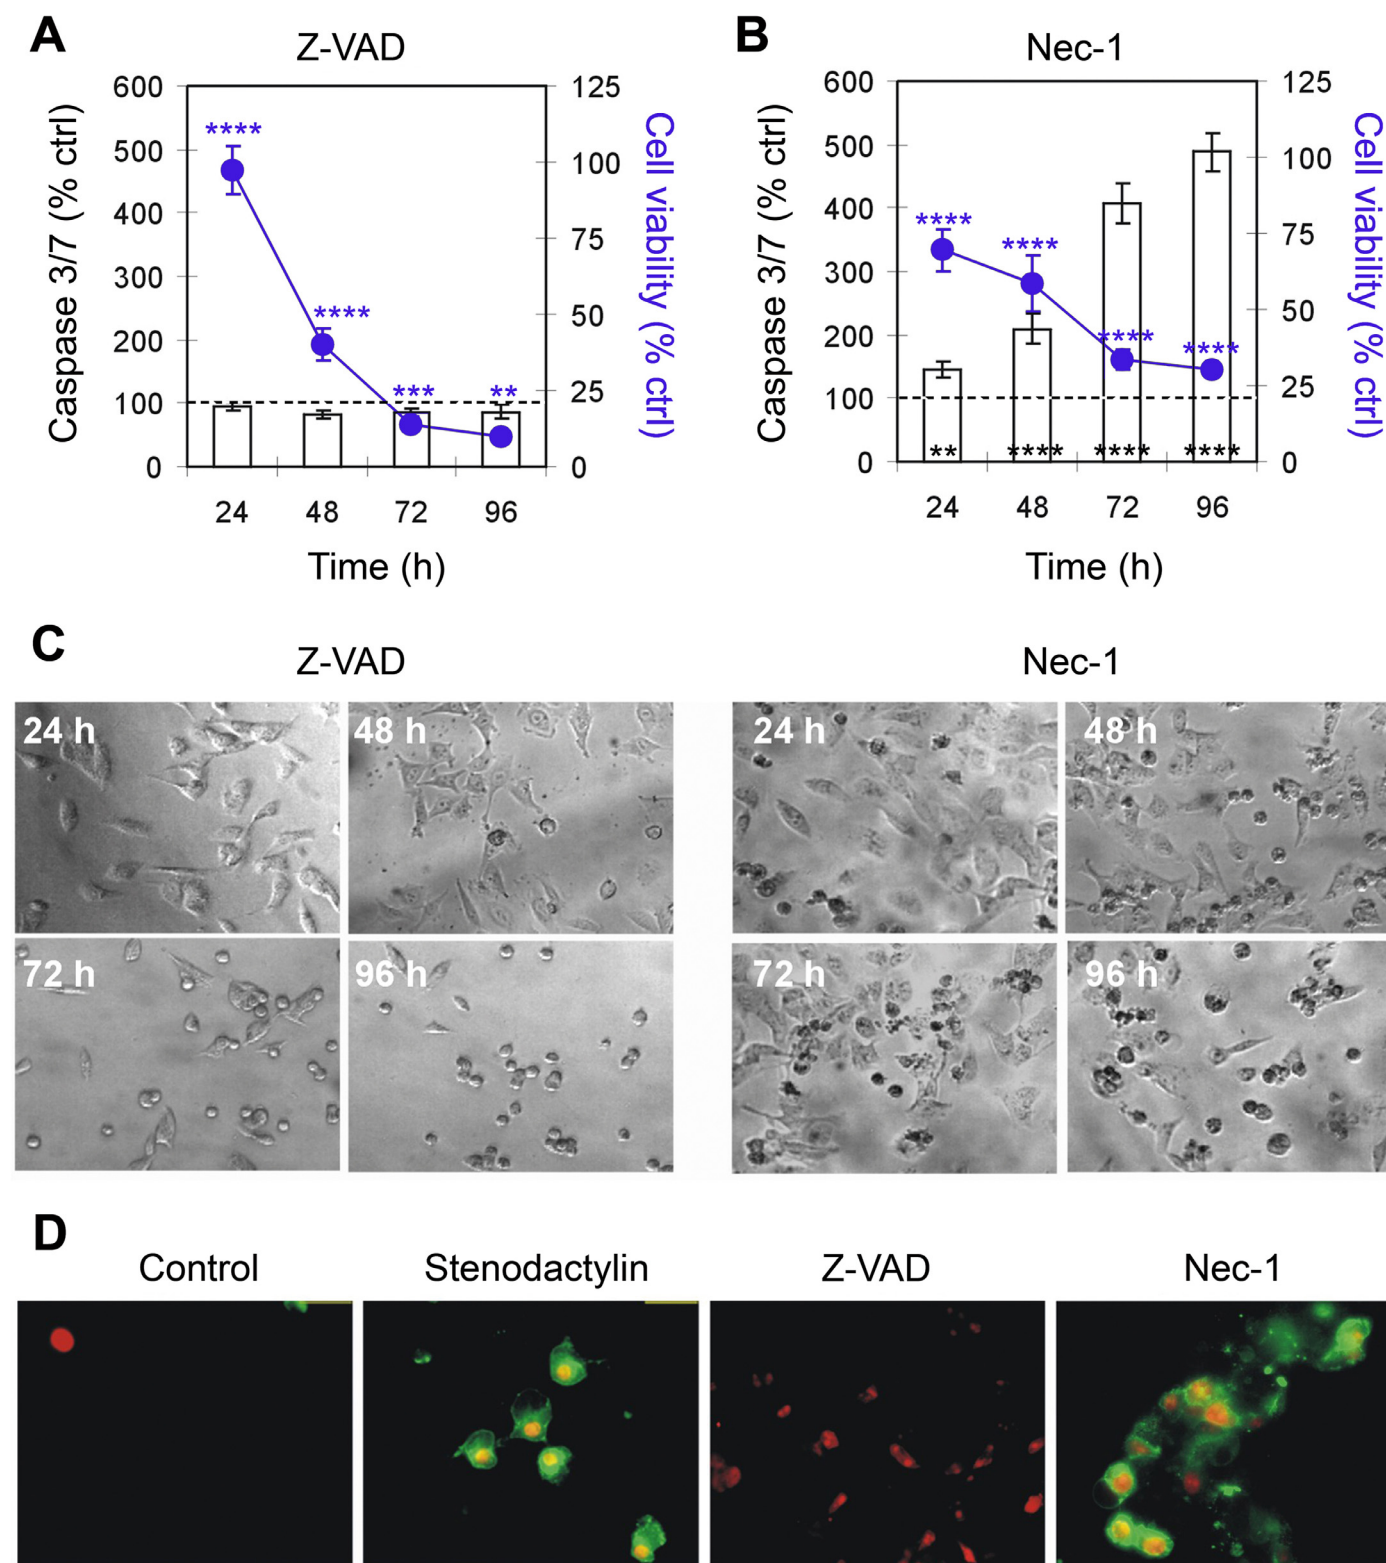 A
Z-VAD
Caspase 3/7 (% ctrl)
600
500
400
300
200
100
0
125
100
75
50
25
0
Cell viability (% ctrl)
****
****
***
**
24 48 72 96
Time (h)
B
Nec-1
Caspase 3/7 (% ctrl)
600
500
400
300
200
100
0
125
100
75
50
25
0
Cell viability (% ctrl)
****
****
****
****
** **** **** ****
24 48 72 96
Time (h)
C
Z-VAD
Nec-1
24 h 48 h 24 h 48 h
72 h 96 h 72 h 96 h
D
Control Stenodactylin Z-VAD Nec-1